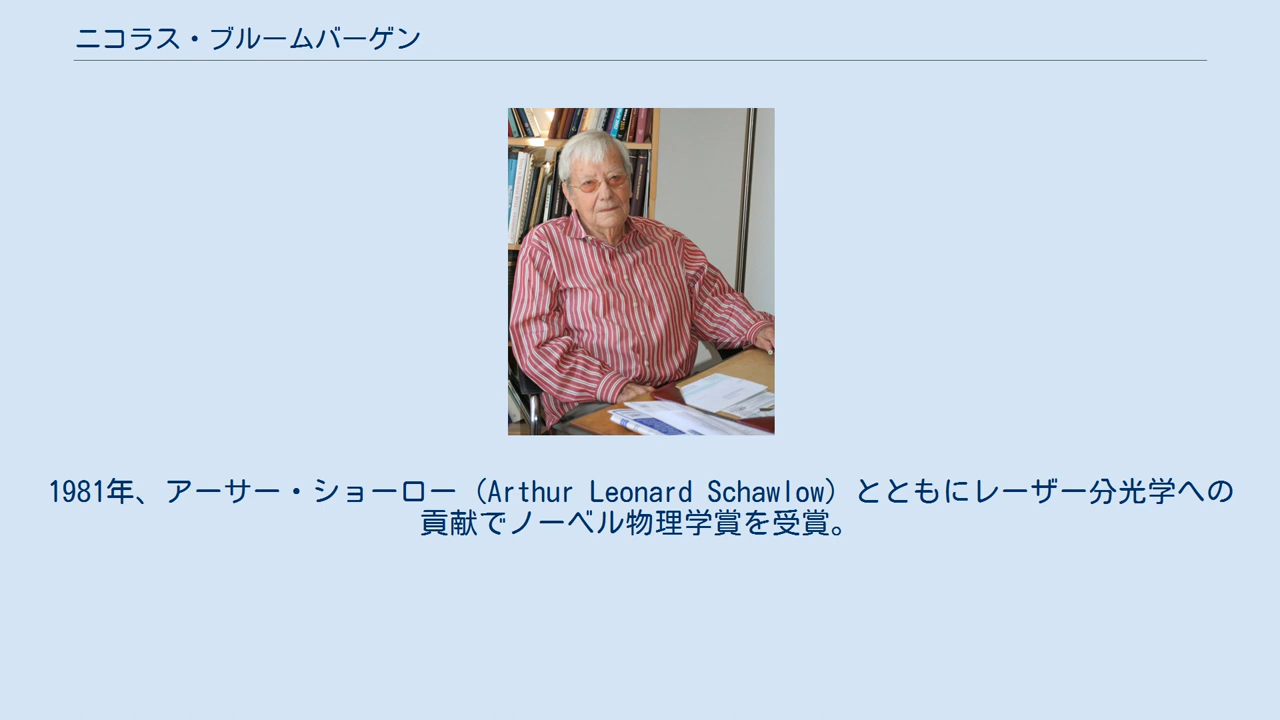 ニコラス・ブルームバーゲン
1981年、アーサー・ショーロー（Arthur Leonard Schawlow）とともにレーザー分光学への
貢献でノーベル物理学賞を受賞。